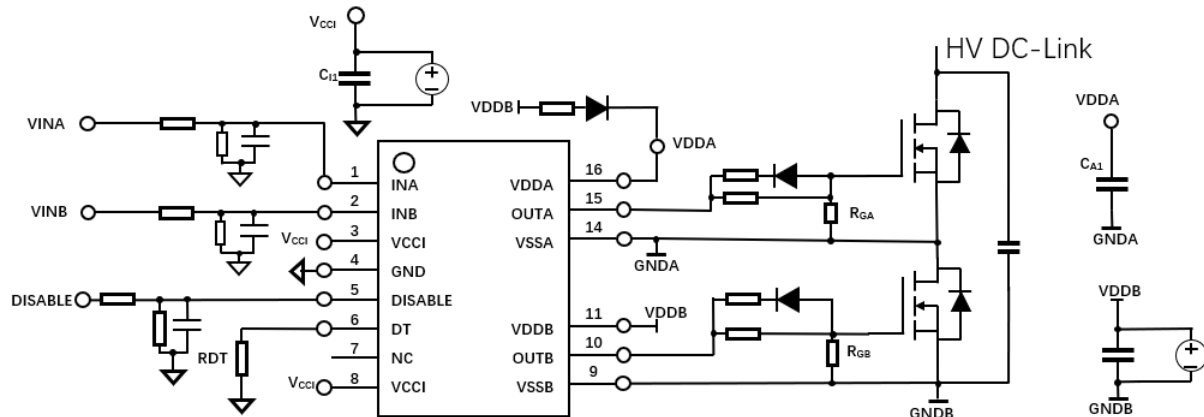 VCCI
CI1
HV DC-Link
VDDB
VDDA
VDDA
VINA
1
INA
VDDA
16
CA1
VINB
2
INB
OUTA
15
RGA
VCCI
3
VCCI
VSSA
14
GNDA
GNDA
4
GND
DISABLE
5
DISABLE
VDDB
11
VDDB
VDDB
6
DT
OUTB
10
RGB
RDT
7
NC
VSSB
9
VCCI
8
VCCI
GNDB
GNDB